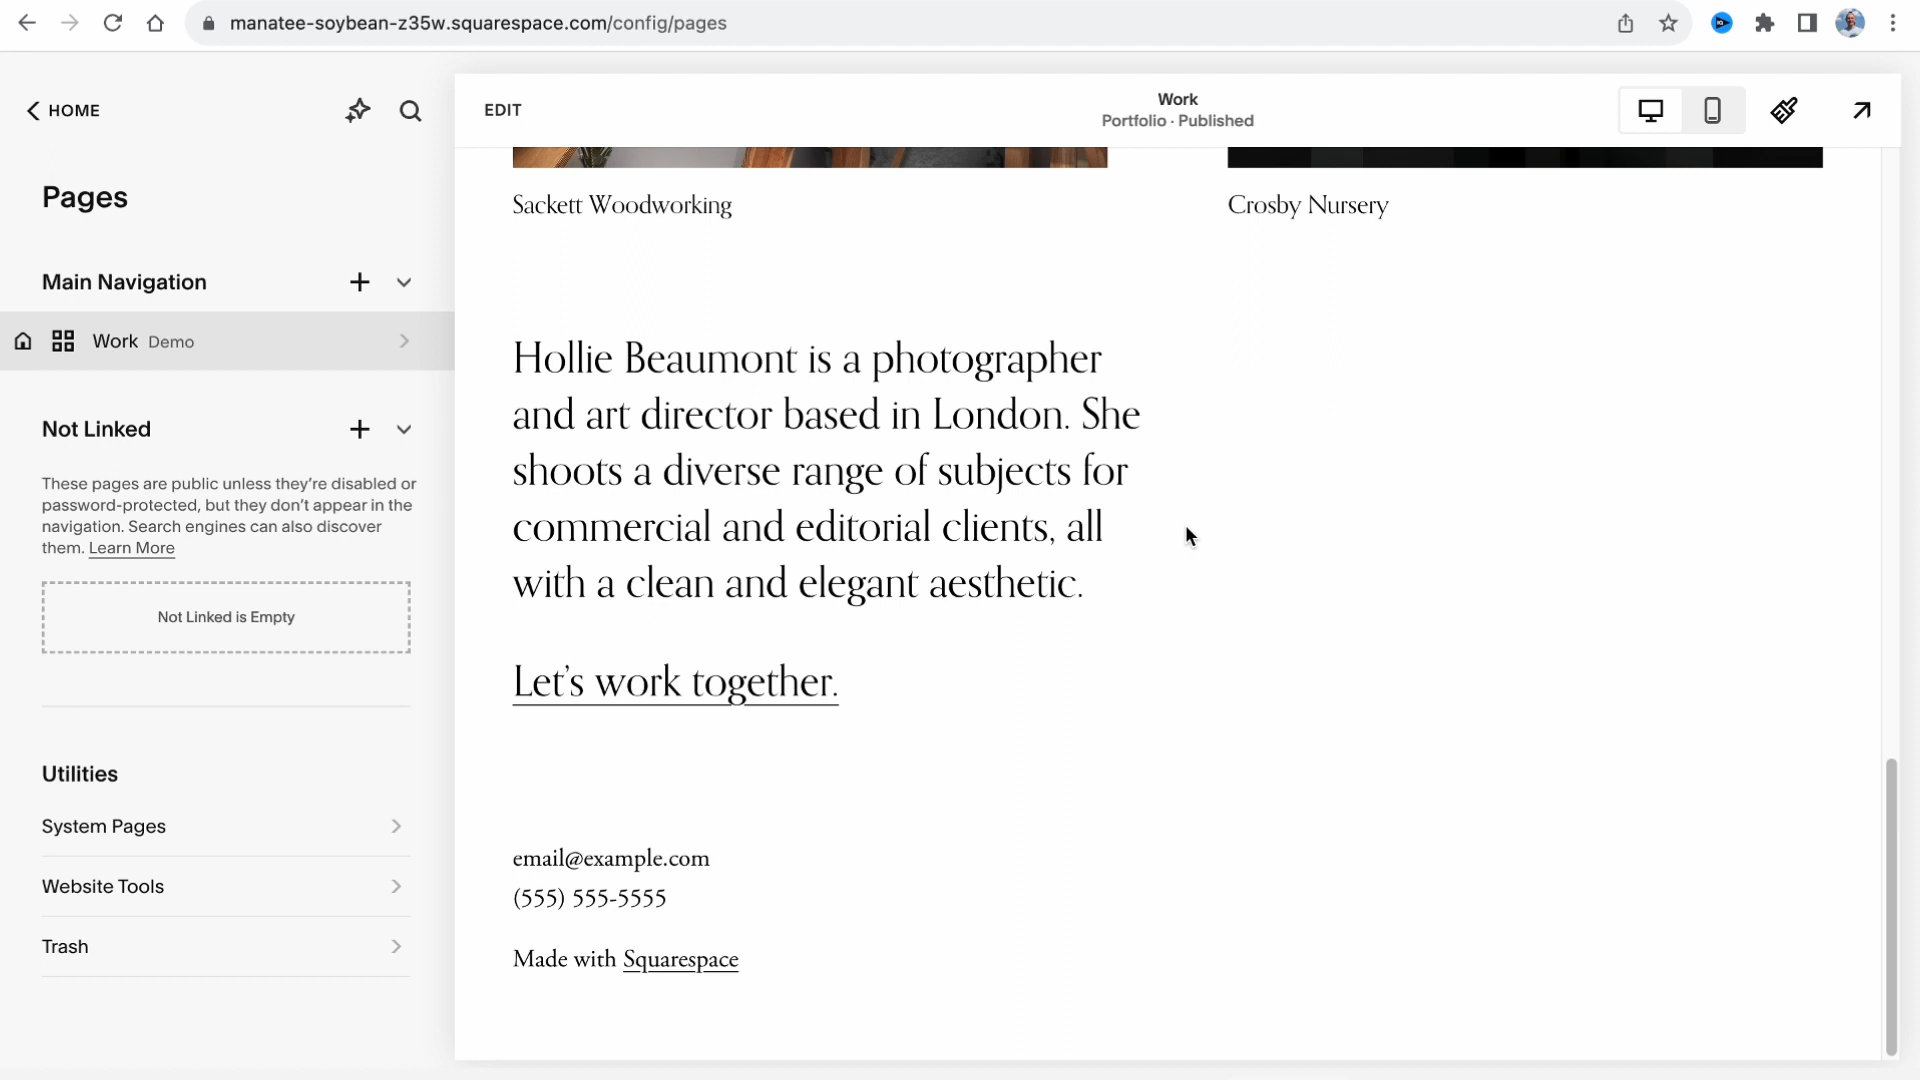 manatee-soybean-z35w.squarespace.com/config/pages
HOME
EDIT
Work
Portfolio · Published
Pages
Main Navigation
Work Demo
Not Linked
These pages are public unless they’re disabled or
password-protected, but they don’t appear in the
navigation. Search engines can also discover
them. Learn More
Not Linked is Empty
Utilities
System Pages
Website Tools
Trash
Sackett Woodworking
Crosby Nursery
Hollie Beaumont is a photographer
and art director based in London. She
shoots a diverse range of subjects for
commercial and editorial clients, all
with a clean and elegant aesthetic.
Let’s work together.
email@example.com
(555) 555-5555
Made with Squarespace